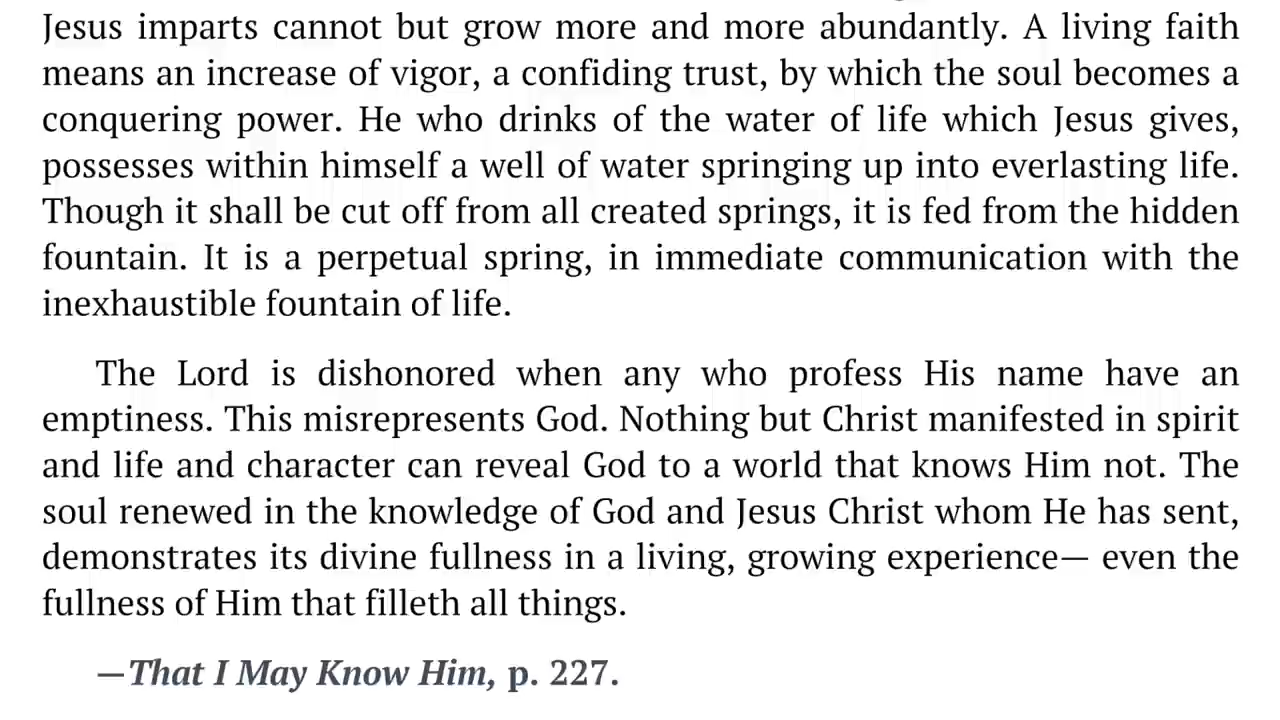 Jesus imparts cannot but grow more and more abundantly. A living faith
means an increase of vigor, a confiding trust, by which the soul becomes a
conquering power. He who drinks of the water of life which Jesus gives,
possesses within himself a well of water springing up into everlasting life.
Though it shall be cut off from all created springs, it is fed from the hidden
fountain. It is a perpetual spring, in immediate communication with the
inexhaustible fountain of life.
The Lord is dishonored when any who profess His name have an
emptiness. This misrepresents God. Nothing but Christ manifested in spirit
and life and character can reveal God to a world that knows Him not. The
soul renewed in the knowledge of God and Jesus Christ whom He has sent,
demonstrates its divine fullness in a living, growing experience— even the
fullness of Him that filleth all things.
—That I May Know Him, p. 227.